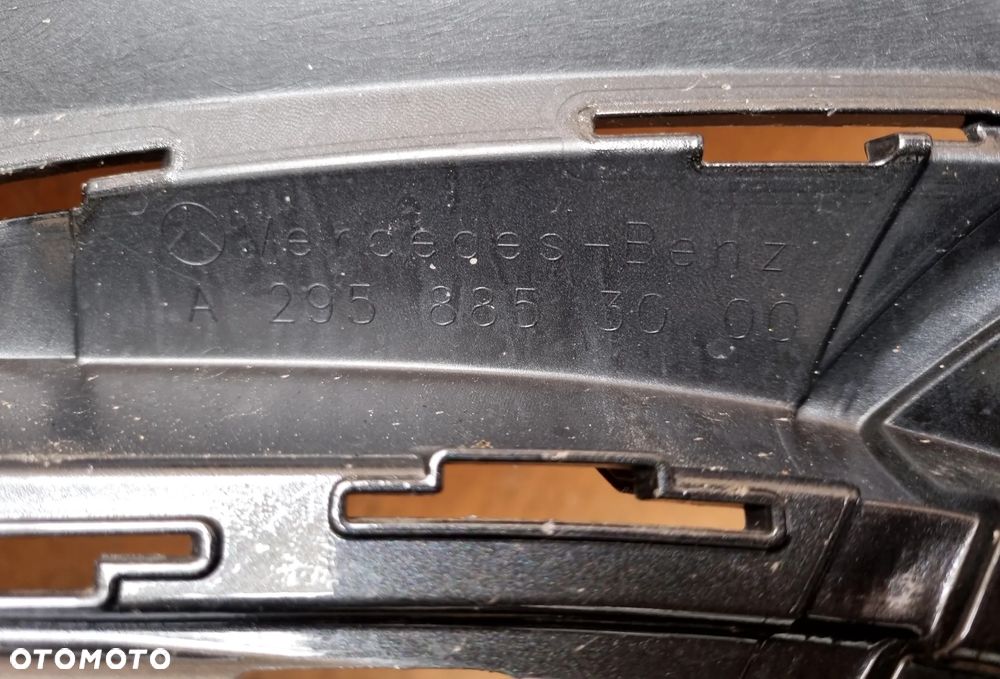 Mercedes-Benz
A 295 885 30 00
OTOMOTO